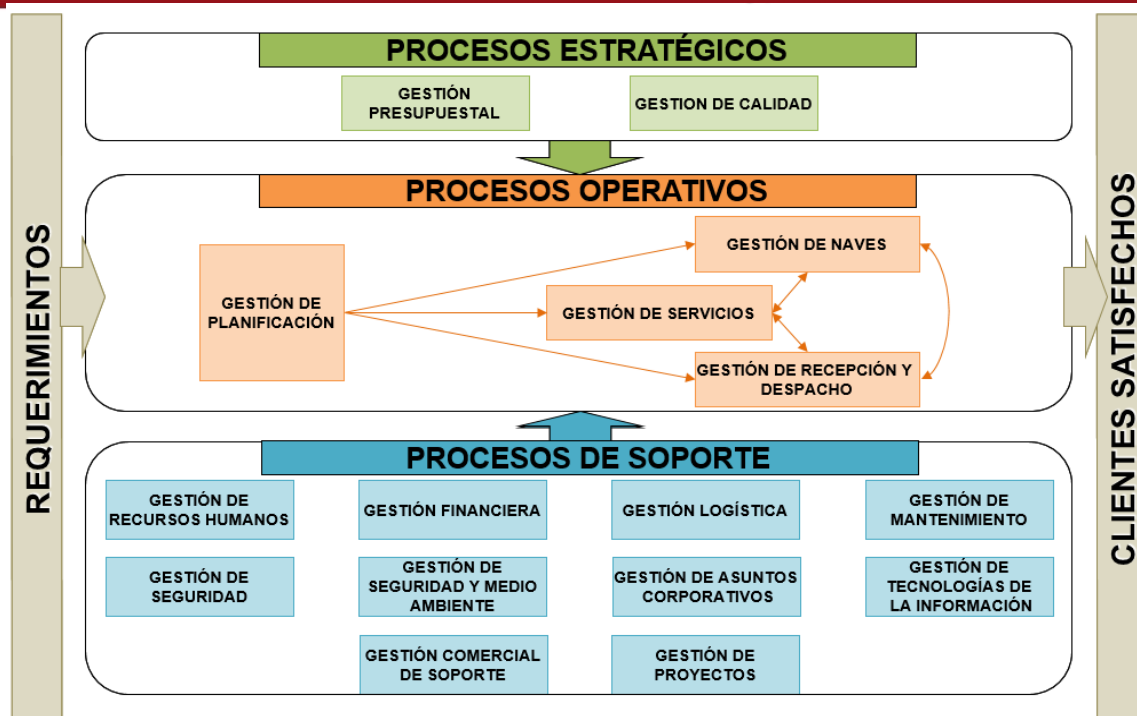 REQUERIMIENTOS
PROCESOS ESTRATÉGICOS
GESTIÓN
PRESUPUESTAL
GESTION DE CALIDAD
PROCESOS OPERATIVOS
GESTIÓN DE
PLANIFICACIÓN
GESTIÓN DE NAVES
GESTIÓN DE SERVICIOS
GESTIÓN DE RECEPCIÓN Y
DESPACHO
PROCESOS DE SOPORTE
GESTIÓN DE
RECURSOS HUMANOS
GESTIÓN FINANCIERA
GESTIÓN LOGÍSTICA
GESTIÓN DE
MANTENIMIENTO
GESTIÓN DE
SEGURIDAD
GESTIÓN DE
SEGURIDAD Y MEDIO
AMBIENTE
GESTIÓN DE ASUNTOS
CORPORATIVOS
GESTIÓN DE
TECNOLOGÍAS DE
LA INFORMACIÓN
GESTIÓN COMERCIAL
DE SOPORTE
GESTIÓN DE
PROYECTOS
CLIENTES SATISFECHOS